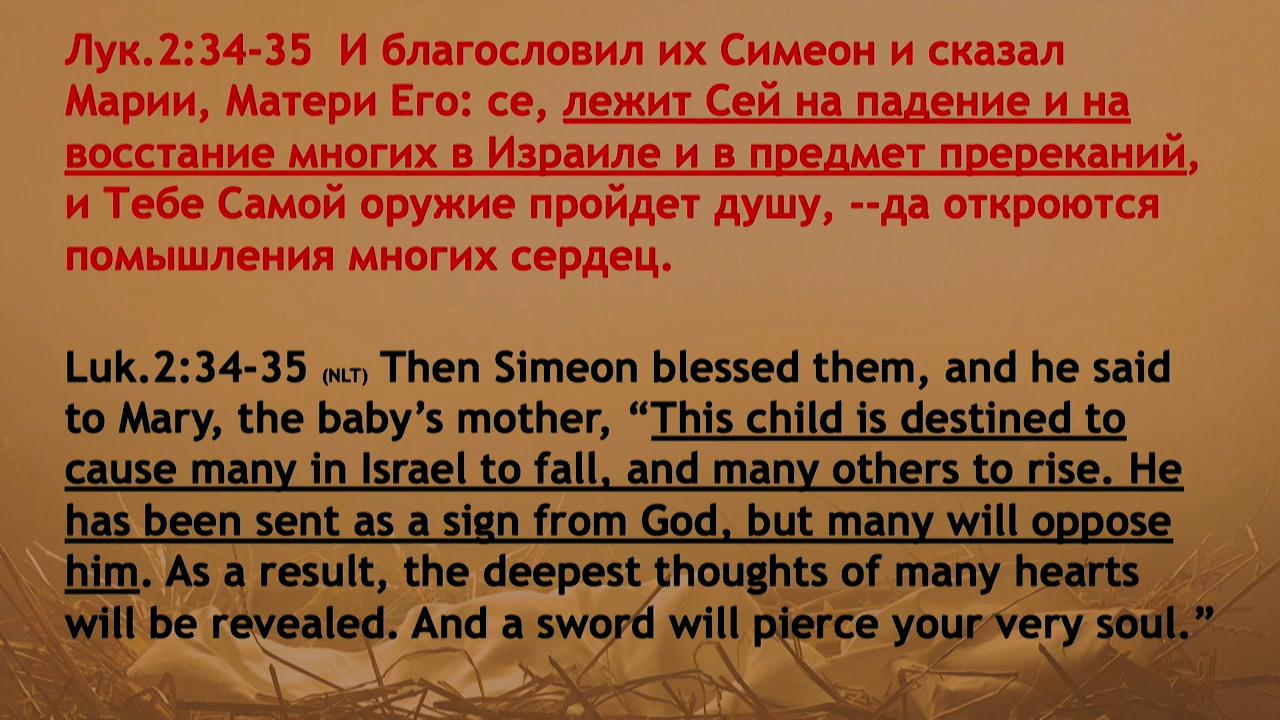 Лук.2:34-35 И благословил их Симеон и сказал
Марии, Матери Его: се, лежит Сей на падение и на
восстание многих в Израиле и в предмет пререканий,
и Тебе Самой оружие пройдет душу, --да откроются
помышления многих сердец.
Luk.2:34-35 (NLT) Then Simeon blessed them, and he said
to Mary, the baby’s mother, “This child is destined to
cause many in Israel to fall, and many others to rise. He
has been sent as a sign from God, but many will oppose
him. As a result, the deepest thoughts of many hearts
will be revealed. And a sword will pierce your very soul.”